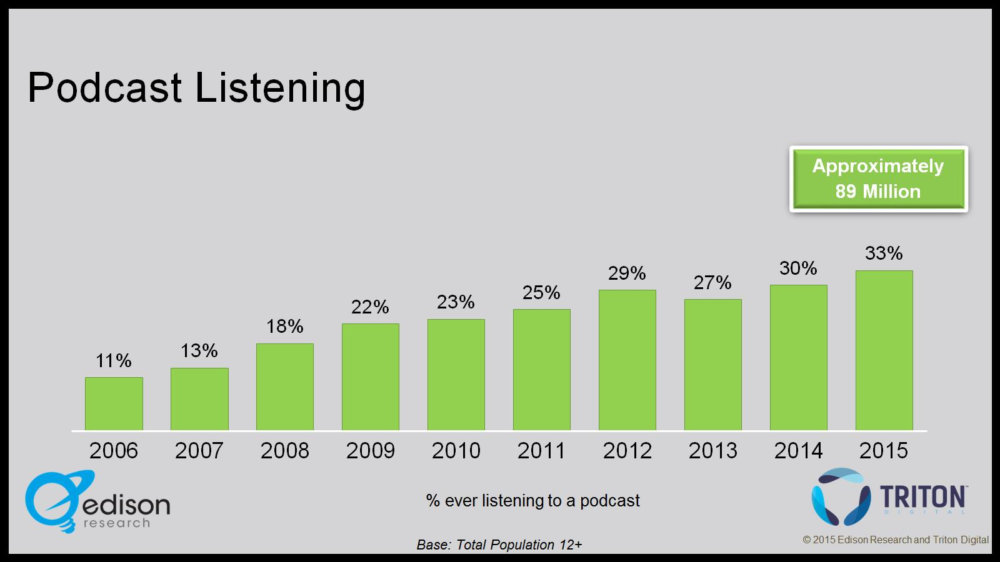 Podcast Listening
Approximately
89 Million
11%
13%
18%
22%
23%
25%
29%
27%
30%
33%
2006
2007
2008
2009
2010
2011
2012
2013
2014
2015
edison
research
% ever listening to a podcast
TRITON™
DIGITAL
Base: Total Population 12+
© 2015 Edison Research and Triton Digital